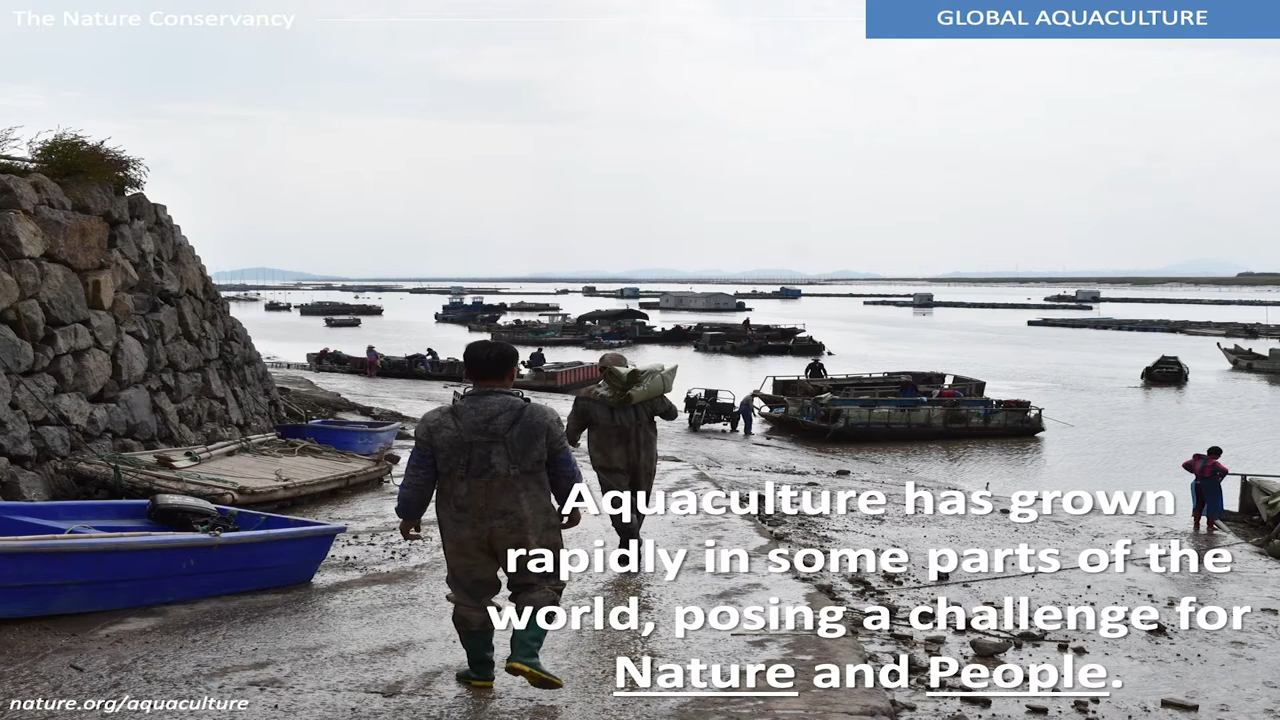 The Nature Conservancy
GLOBAL AQUACULTURE
Aquaculture has grown
rapidly in some parts of the
world, posing a challenge for
Nature and People.
nature.org/aquaculture